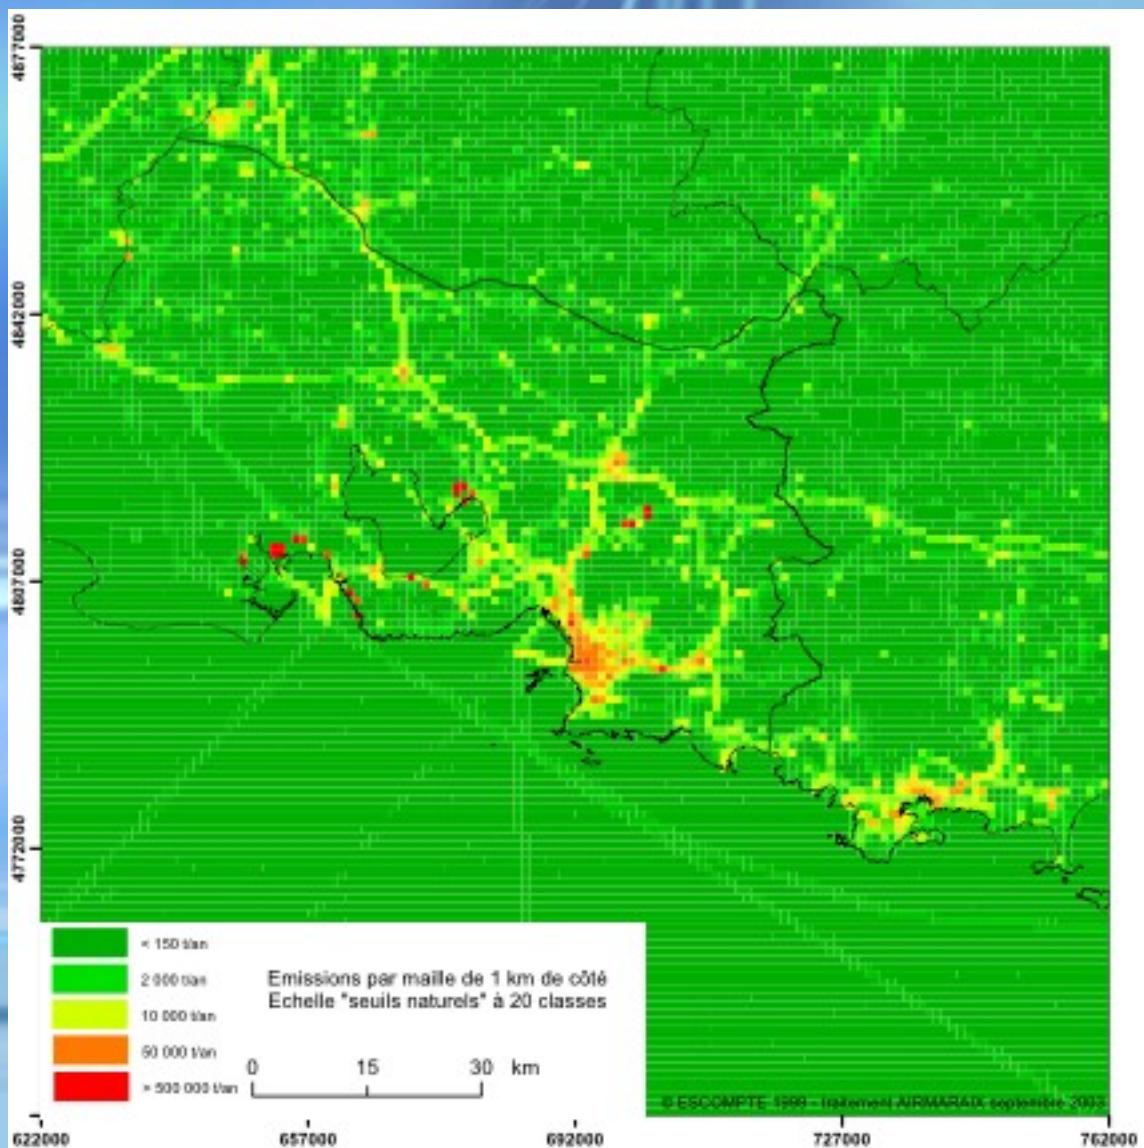 4877000
4842000
4807000
4772000
< 150 t/an
2 000 t/an
10 000 t/an
50 000 t/an
> 500 000 t/an
Emissions par maille de 1 km de côté
Echelle "seuils naturels" à 20 classes
0 15 30 km
© ESCOMPTE 1999 - traitement AIRMARAIX septembre 2003
622000 657000 692000 727000 762000